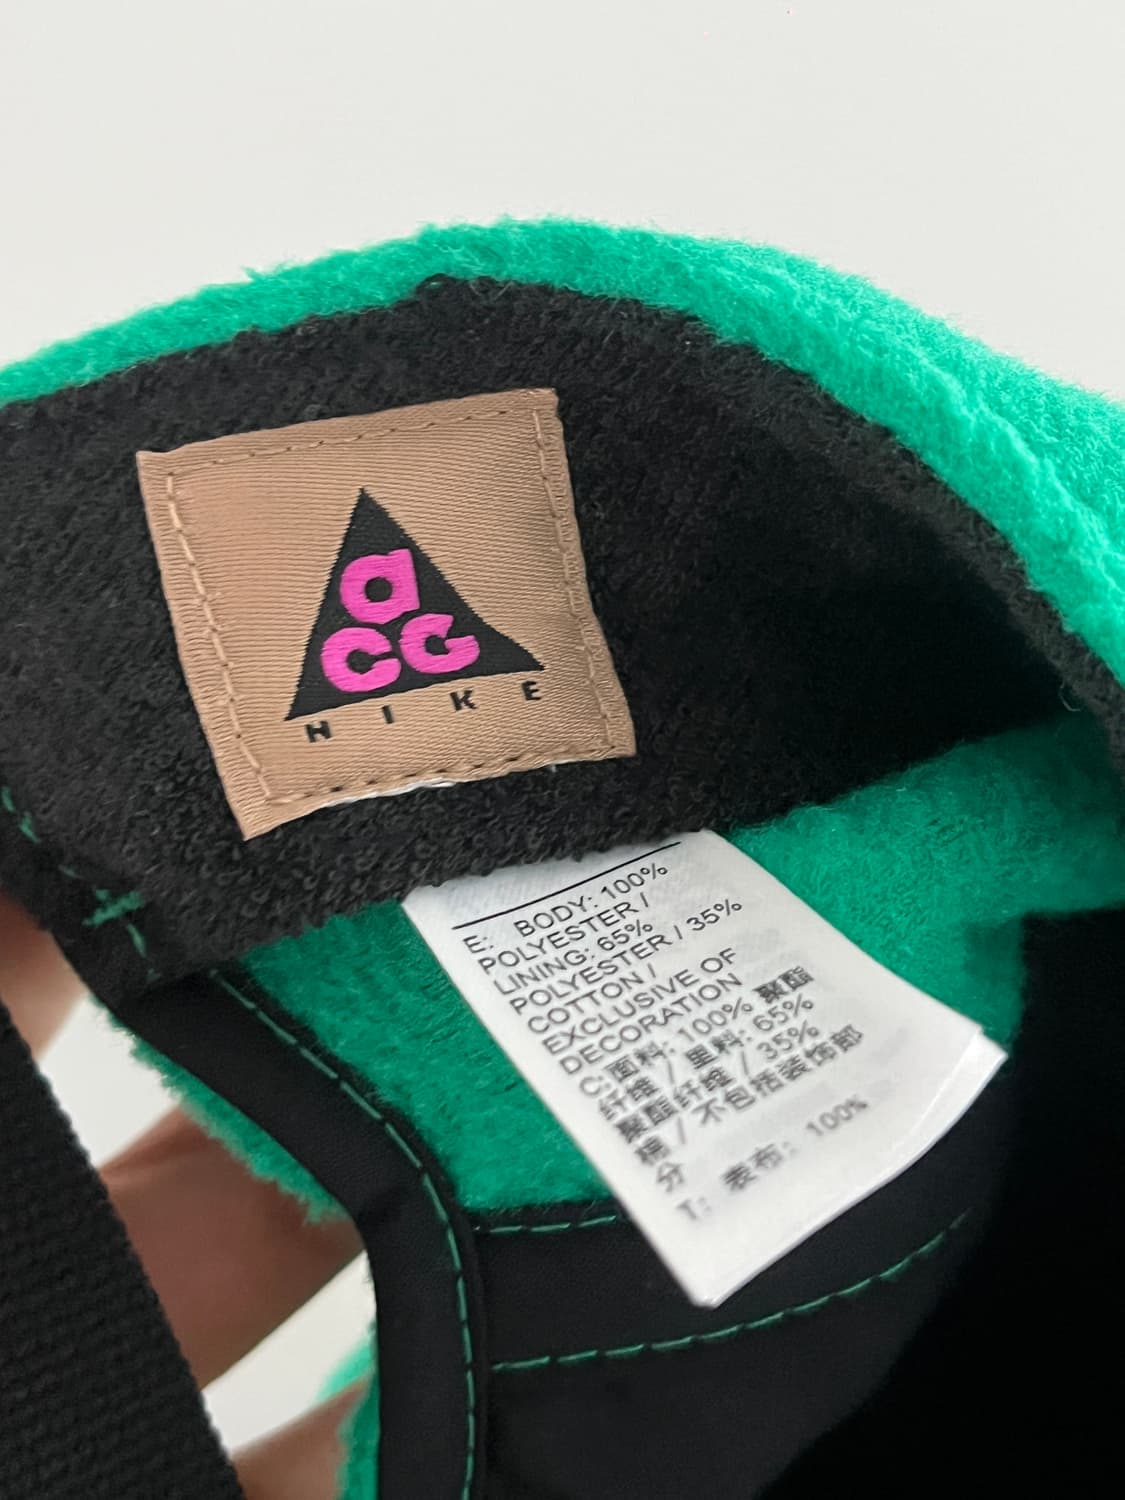 acg
HIKE
E: BODY: 100%
POLYESTER /
LINING: 65%
POLYESTER / 35%
COTTON /
EXCLUSIVE OF
DECORATION
C: 面料: 100% 聚酯
纤维 / 里料: 65%
聚酯纤维 / 35%
棉 / 不包括装饰部
分
T: 表布: 100%